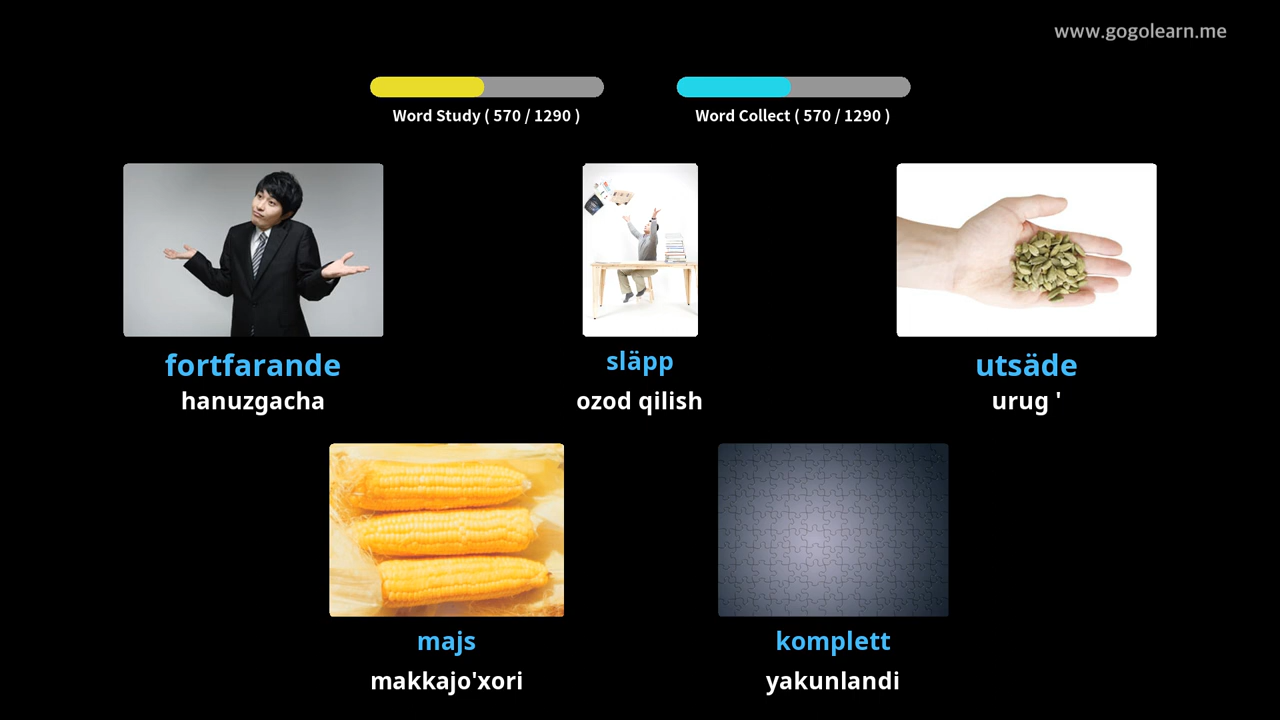 www.gogolearn.me
Word Study ( 570 / 1290 )
Word Collect ( 570 / 1290 )
fortfarande
hanuzgacha
släpp
ozod qilish
utsäde
urug '
majs
makkajo'xori
komplett
yakunlandi